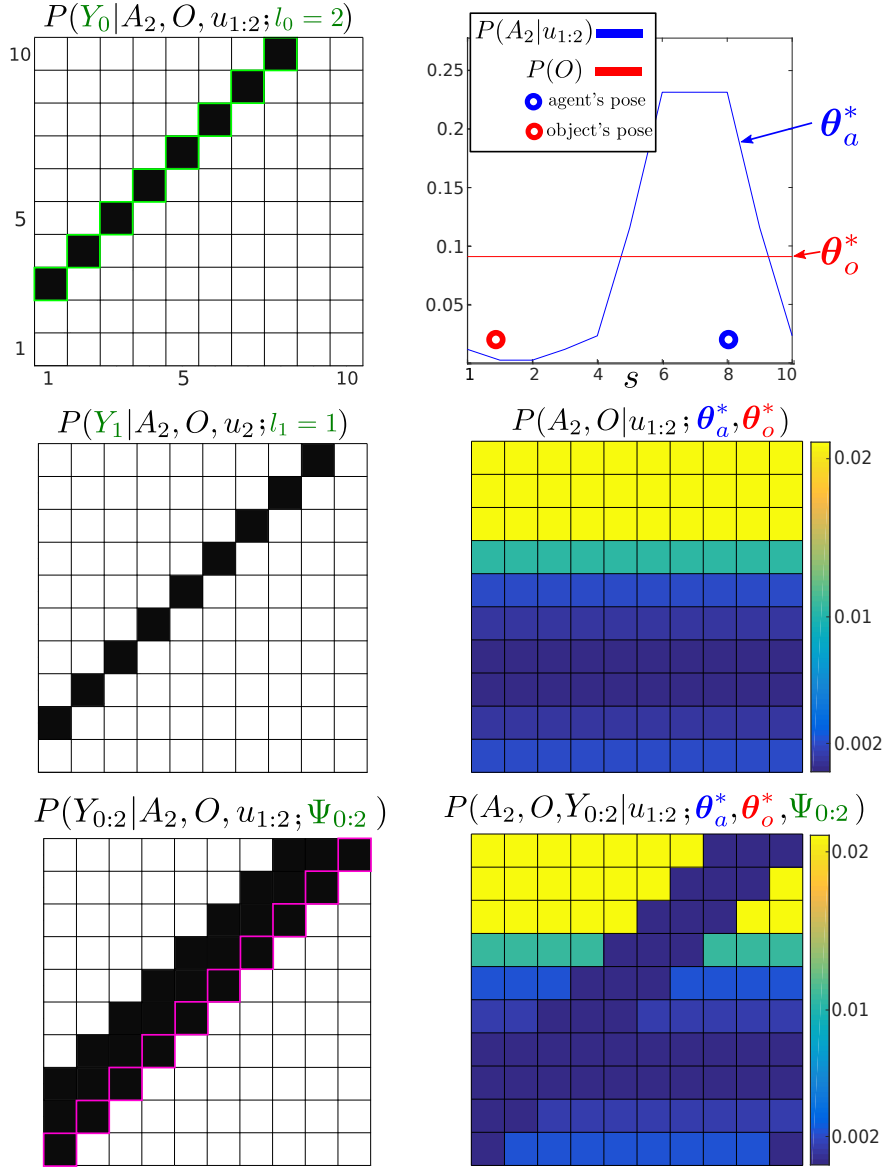 P(Y₀|A₂, O, u₁:₂; l₀ = 2)
10
5
1
1 5 10
P(A₂|u₁:₂)
P(O)
agent's pose
object's pose
0.25
0.2
0.15
0.1
0.05
1 2 4 6 8 10
s
θ*ₐ
θ*ₒ
P(Y₁|A₂, O, u₂; l₁ = 1)
P(A₂, O|u₁:₂; θ*ₐ, θ*ₒ)
0.02
0.01
0.002
P(Y₀:₂|A₂, O, u₁:₂; Ψ₀:₂)
P(A₂, O, Y₀:₂|u₁:₂; θ*ₐ, θ*ₒ, Ψ₀:₂)
0.02
0.01
0.002